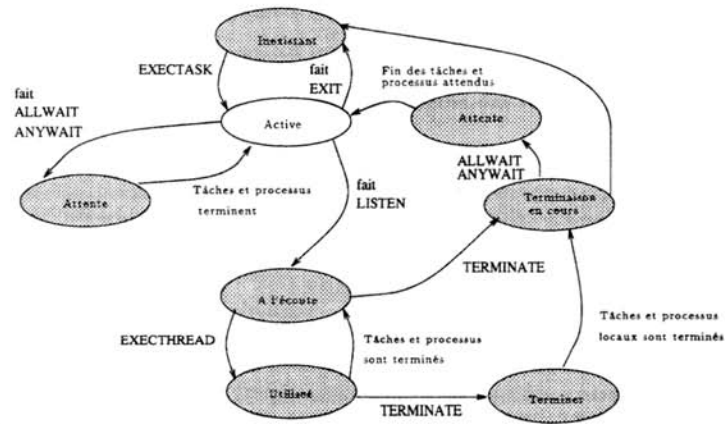 Inexistant
EXECTASK
fait
EXIT
Fin des tâches et
processus attendus
fait
ALLWAIT
ANYWAIT
Active
Attente
ALLWAIT
ANYWAIT
Attente
Tâches et processus
terminent
fait
LISTEN
Terminaison
en cours
TERMINATE
A l'écoute
EXECTHREAD
Tâches et processus
sont terminés
Tâches et processus
locaux sont terminés
Utilisé
TERMINATE
Terminer